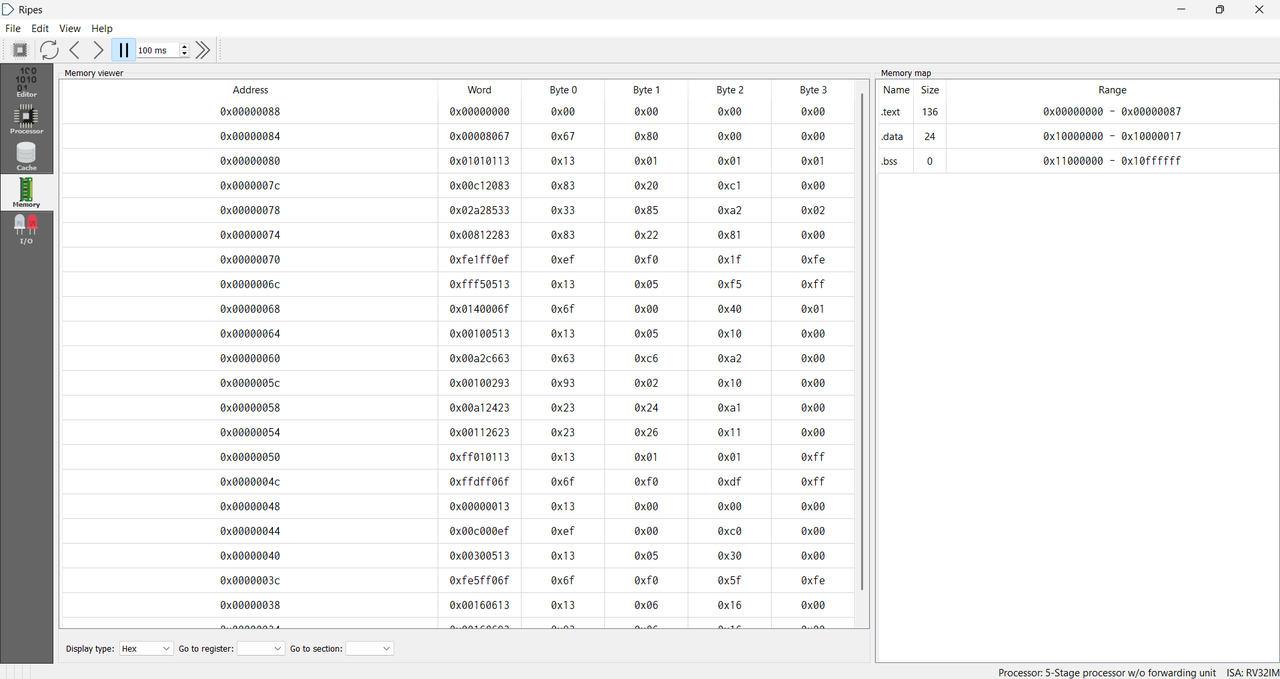 Ripes
File Edit View Help
100 ms
Editor
Processor
Cache
Memory
I/O
Memory viewer
Address Word Byte 0 Byte 1 Byte 2 Byte 3
0x00000088 0x00000000 0x00 0x00 0x00 0x00
0x00000084 0x00008067 0x67 0x80 0x00 0x00
0x00000080 0x01010113 0x13 0x01 0x01 0x01
0x0000007c 0x00c12083 0x83 0x20 0xc1 0x00
0x00000078 0x02a28533 0x33 0x85 0xa2 0x02
0x00000074 0x00812283 0x83 0x22 0x81 0x00
0x00000070 0xfe1ff0ef 0xef 0xf0 0x1f 0xfe
0x0000006c 0xfff50513 0x13 0x05 0xf5 0xff
0x00000068 0x0140006f 0x6f 0x00 0x40 0x01
0x00000064 0x00100513 0x13 0x05 0x10 0x00
0x00000060 0x00a2c663 0x63 0xc6 0xa2 0x00
0x0000005c 0x00100293 0x93 0x02 0x10 0x00
0x00000058 0x00a12423 0x23 0x24 0xa1 0x00
0x00000054 0x00112623 0x23 0x26 0x11 0x00
0x00000050 0xff010113 0x13 0x01 0x01 0xff
0x0000004c 0xffdff06f 0x6f 0xf0 0xdf 0xff
0x00000048 0x00000013 0x13 0x00 0x00 0x00
0x00000044 0x00c000ef 0xef 0x00 0xc0 0x00
0x00000040 0x00300513 0x13 0x05 0x30 0x00
0x0000003c 0xfe5ff06f 0x6f 0xf0 0x5f 0xfe
0x00000038 0x00160613 0x13 0x06 0x16 0x00
Display type: Hex Go to register: Go to section:
Memory map
Name Size Range
.text 136 0x00000000 - 0x00000087
.data 24 0x10000000 - 0x10000017
.bss 0 0x11000000 - 0x10ffffff
Processor: 5-Stage processor w/o forwarding unit ISA: RV32IM